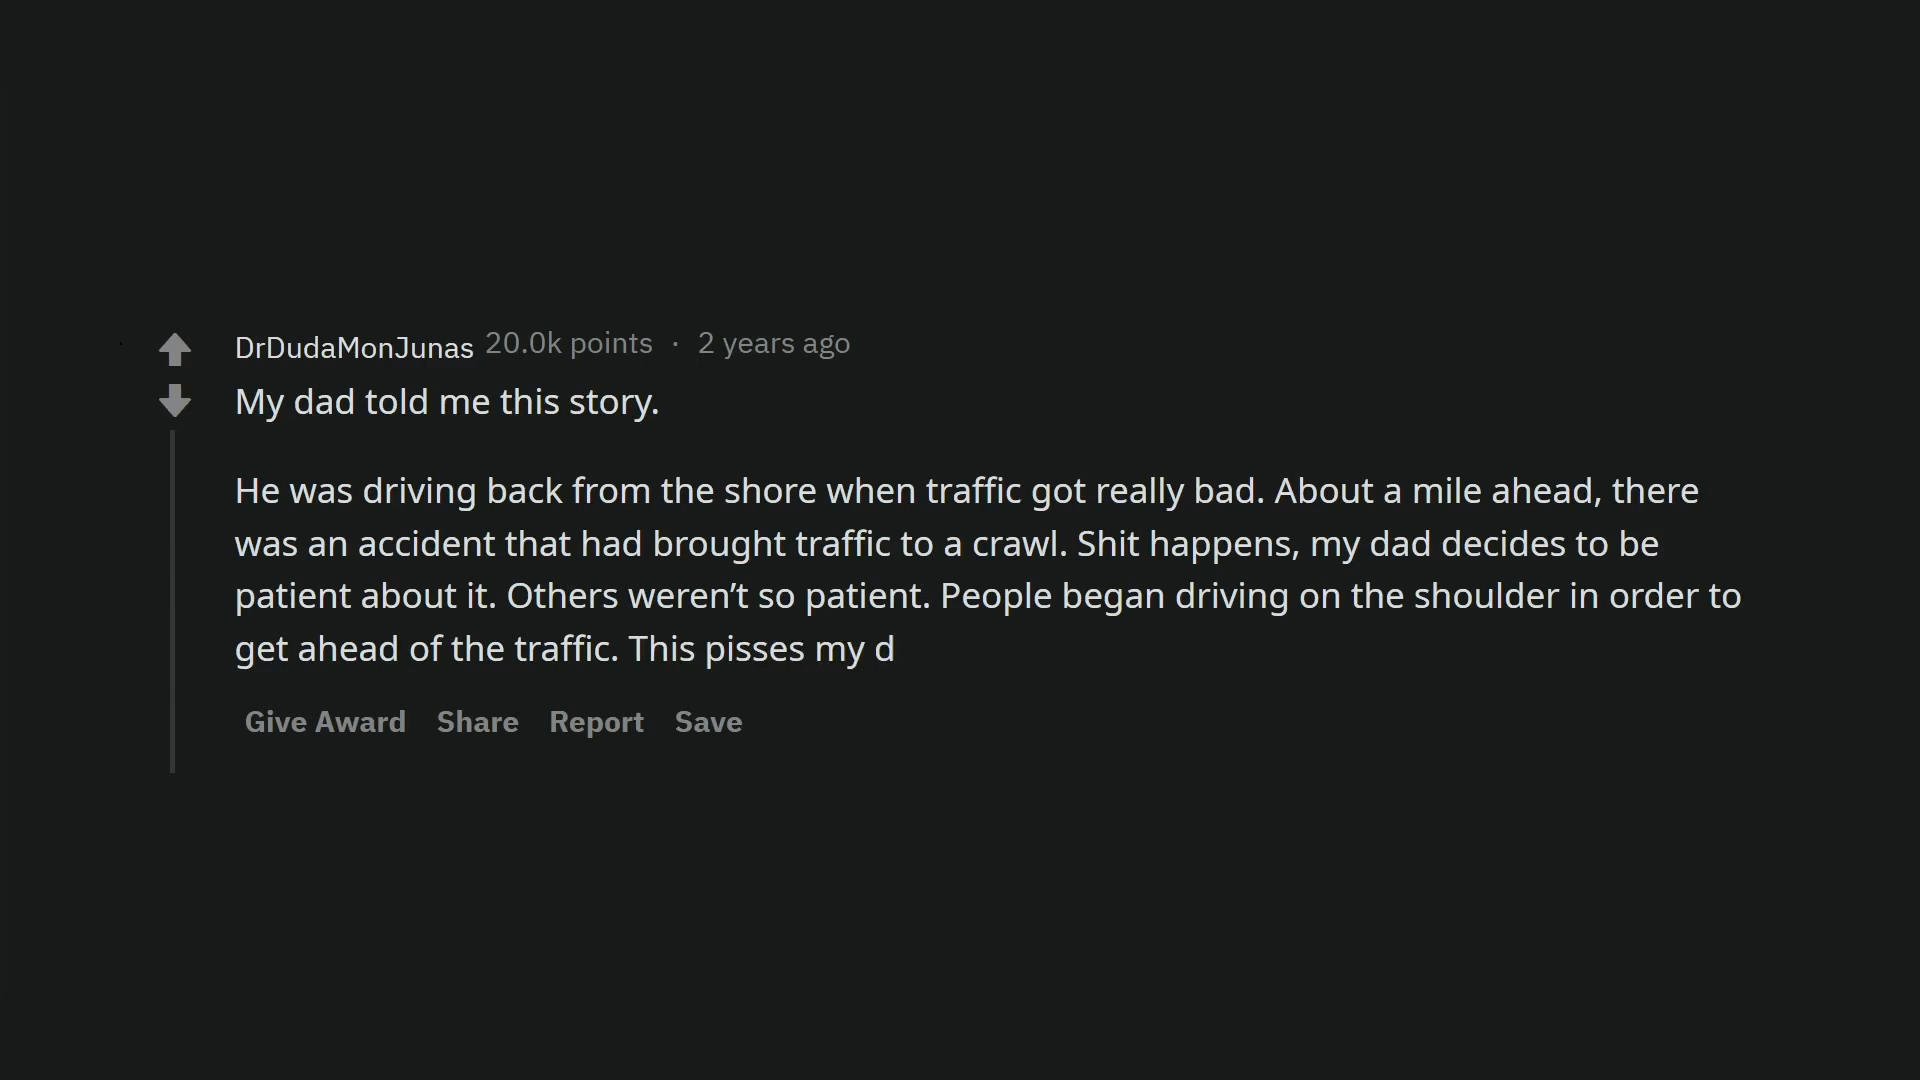 DrDudaMonJunas 20.0k points · 2 years ago
My dad told me this story.
He was driving back from the shore when traffic got really bad. About a mile ahead, there
was an accident that had brought traffic to a crawl. Shit happens, my dad decides to be
patient about it. Others weren’t so patient. People began driving on the shoulder in order to
get ahead of the traffic. This pisses my d
Give Award Share Report Save